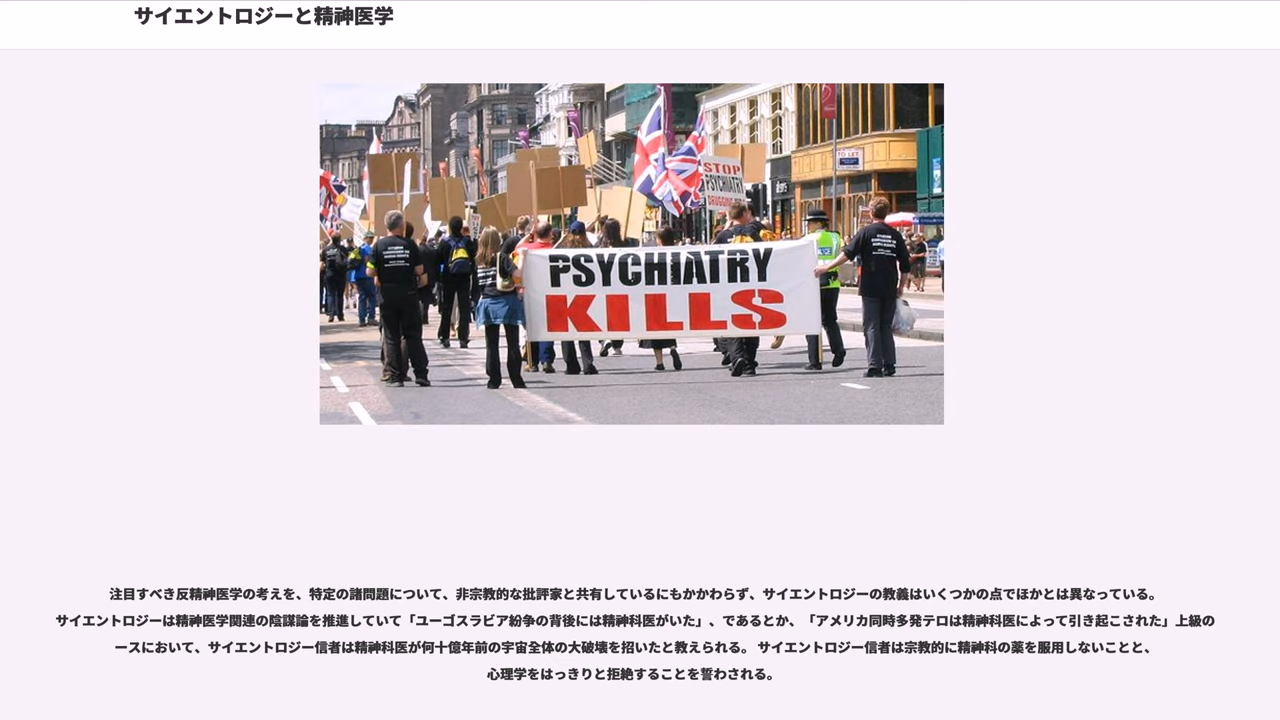 サイエントロジーと精神医学
TO LET
STOP
PSYCHIATRY
PSYCHIATRY
KILLS
注目すべき反精神医学の考えを、特定の諸問題について、非宗教的な批評家と共有しているにもかかわらず、サイエントロジーの教義はいくつかの点でほかとは異なっている。
サイエントロジーは精神医学関連の陰謀論を推進していて「ユーゴスラビア紛争の背後には精神科医がいた」、であるとか、「アメリカ同時多発テロは精神科医によって引き起こされた」上級の
ースにおいて、サイエントロジー信者は精神科医が何十億年前の宇宙全体の大破壊を招いたと教えられる。 サイエントロジー信者は宗教的に精神科の薬を服用しないことと、
心理学をはっきりと拒絶することを誓わされる。